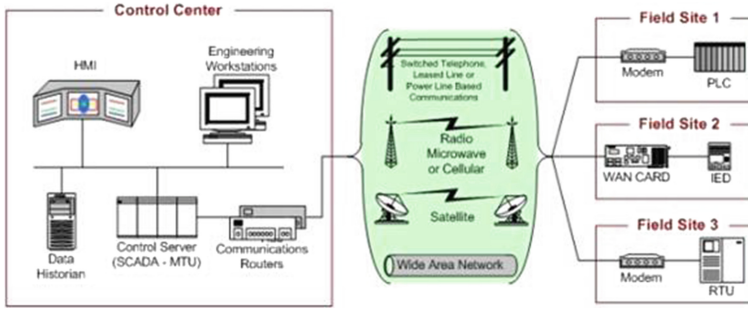 Control Center
HMI
Engineering
Workstations
Data
Historian
Control Server
(SCADA - MTU)
Communications
Routers
Switched Telephone,
Leased Line or
Power Line Based
Communications
Radio
Microwave
or Cellular
Satellite
Wide Area Network
Field Site 1
Modem
PLC
Field Site 2
WAN CARD
IED
Field Site 3
Modem
RTU